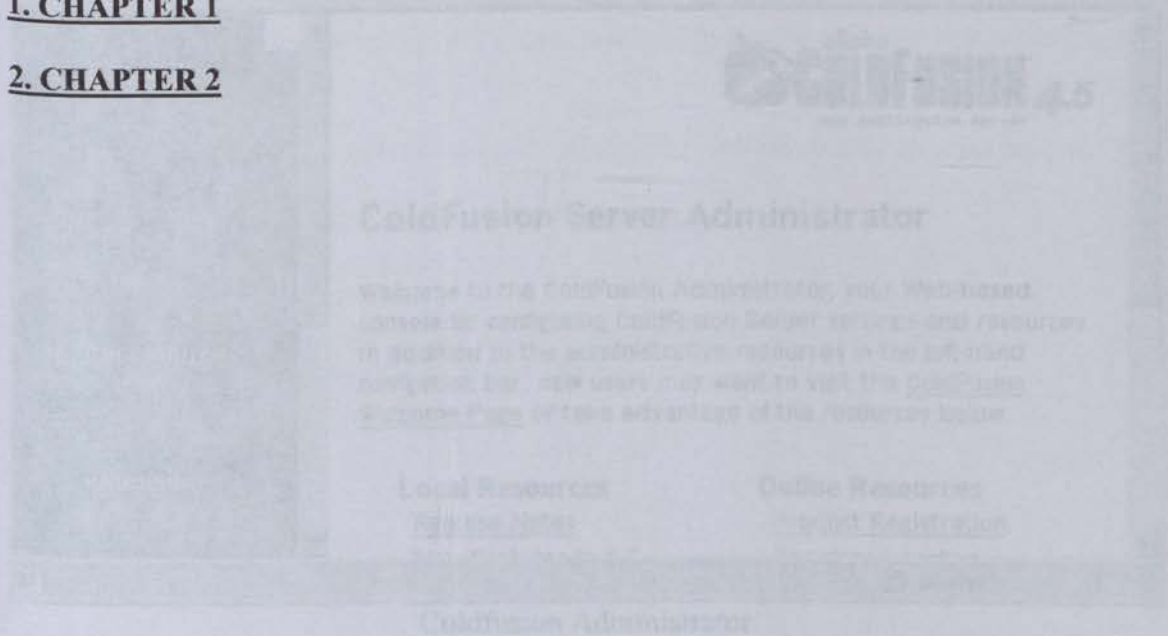 1. CHAPTER 1
2. CHAPTER 2
ColdFusion 4.5
ColdFusion Server Administrator
Welcome to the ColdFusion Administrator, your Web-based
console for configuring ColdFusion Server settings and resources
In addition to the administrative resources in the left-hand
navigation bar, new users may want to visit the ColdFusion
Welcome Page or take advantage of the resources below
Local Resources
Online Resources
Release Notes
Product Registration
Coldfusion Administrator